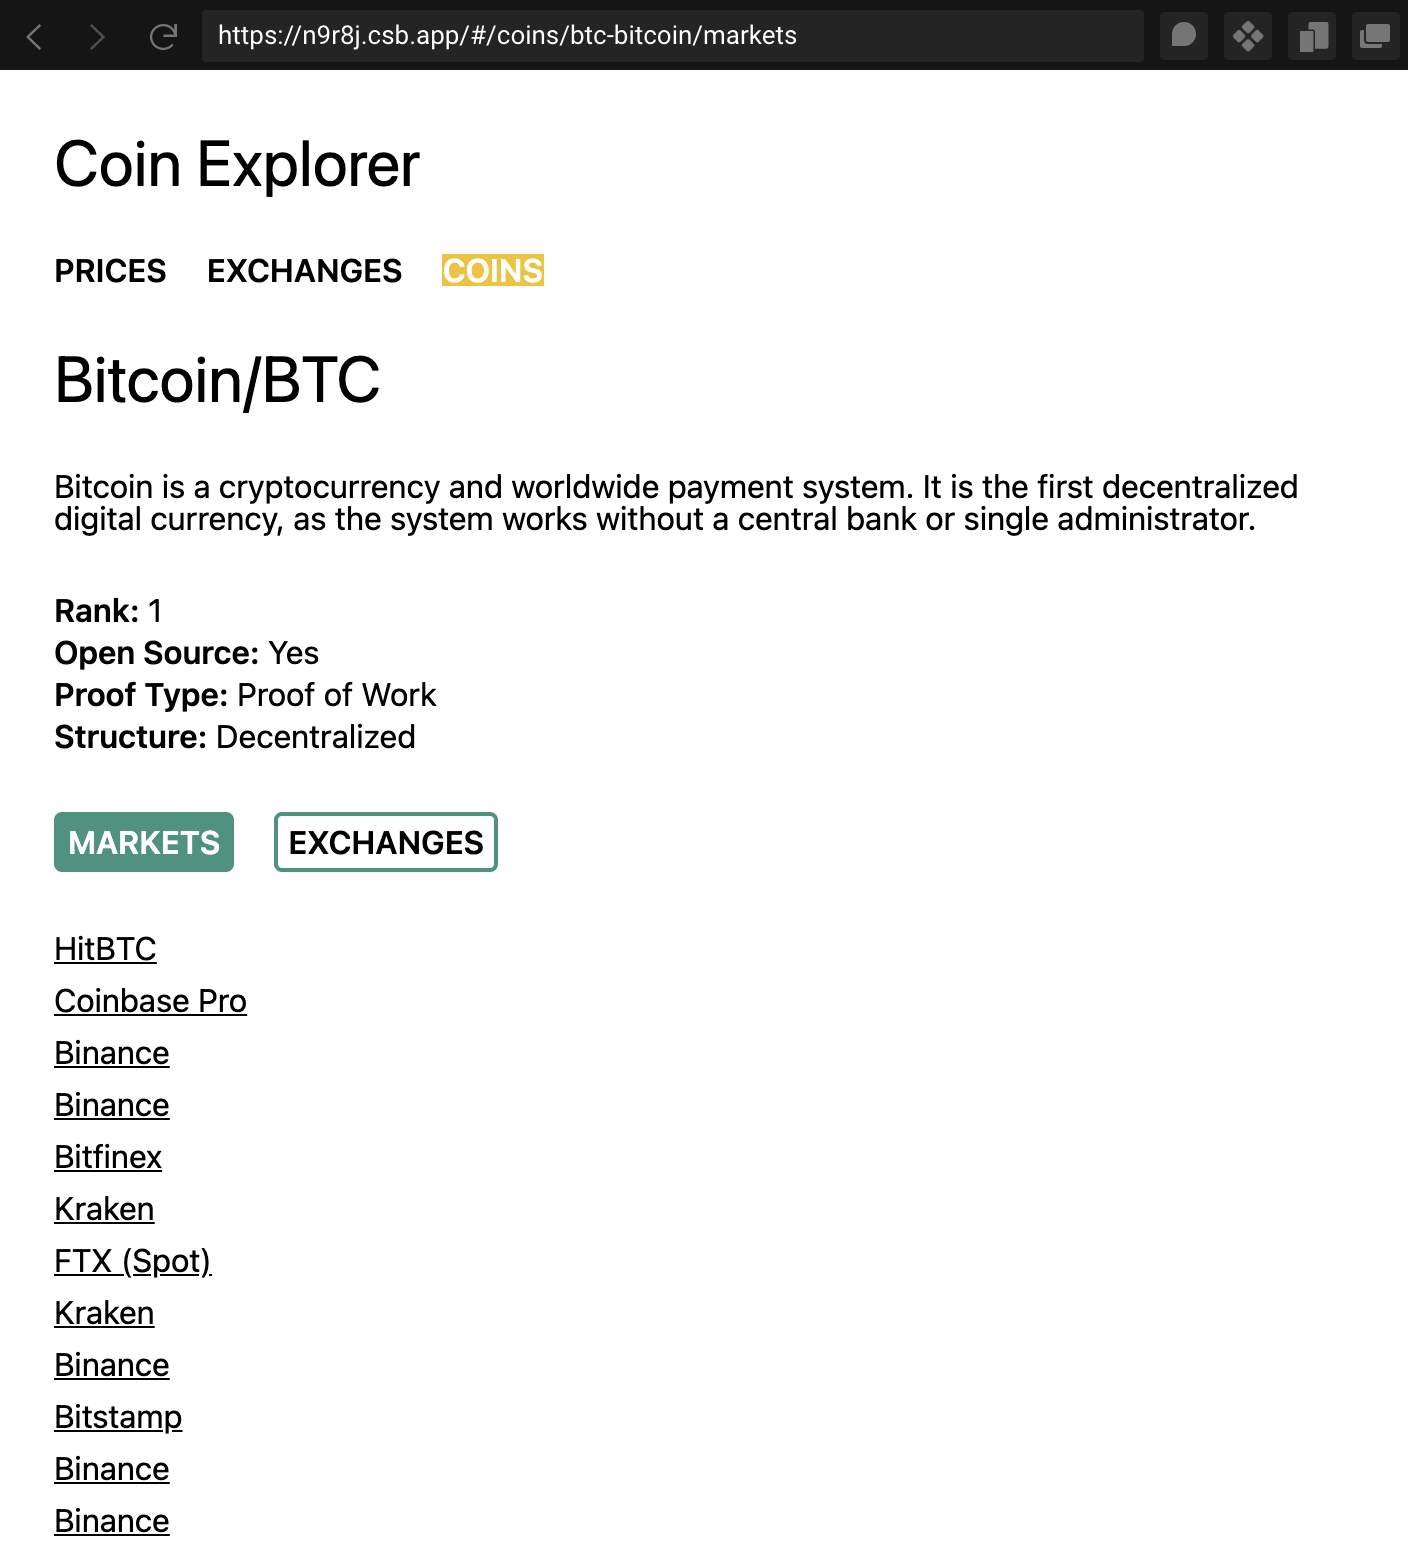 https://n9r8j.csb.app/#/coins/btc-bitcoin/markets
Coin Explorer
PRICES EXCHANGES COINS
Bitcoin/BTC
Bitcoin is a cryptocurrency and worldwide payment system. It is the first decentralized
digital currency, as the system works without a central bank or single administrator.
Rank: 1
Open Source: Yes
Proof Type: Proof of Work
Structure: Decentralized
MARKETS EXCHANGES
HitBTC
Coinbase Pro
Binance
Binance
Bitfinex
Kraken
FTX (Spot)
Kraken
Binance
Bitstamp
Binance
Binance